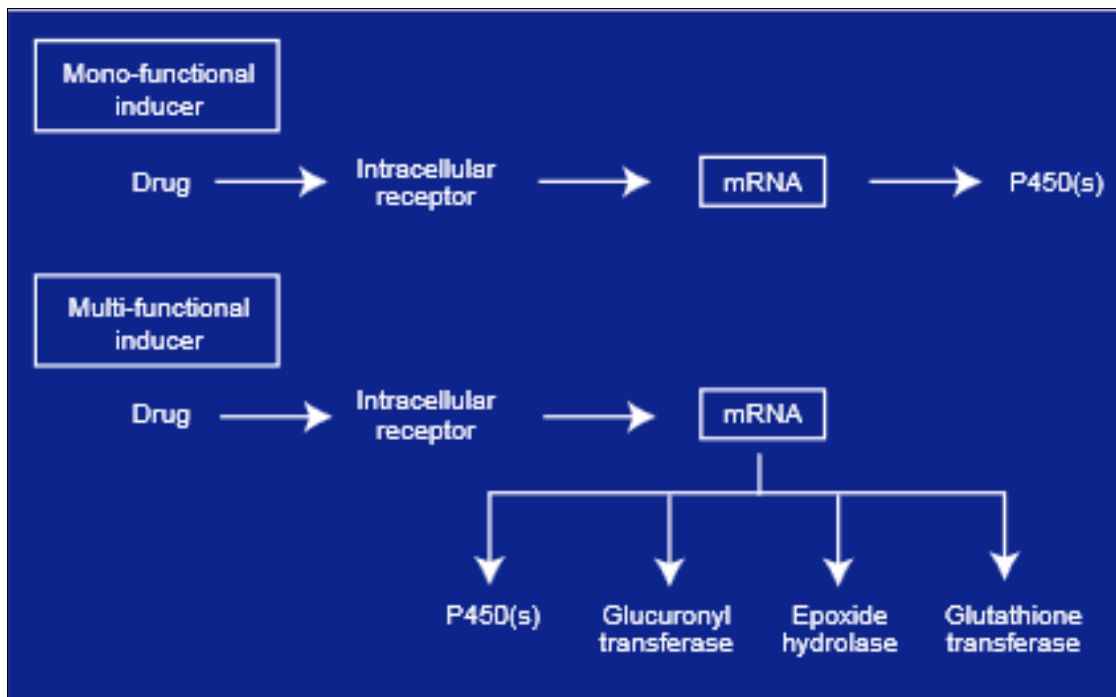 Mono-functional
inducer
Drug
Intracellular
receptor
mRNA
P450(s)
Multi-functional
inducer
Drug
Intracellular
receptor
mRNA
P450(s)
Glucuronyl
transferase
Epoxide
hydrolase
Glutathione
transferase